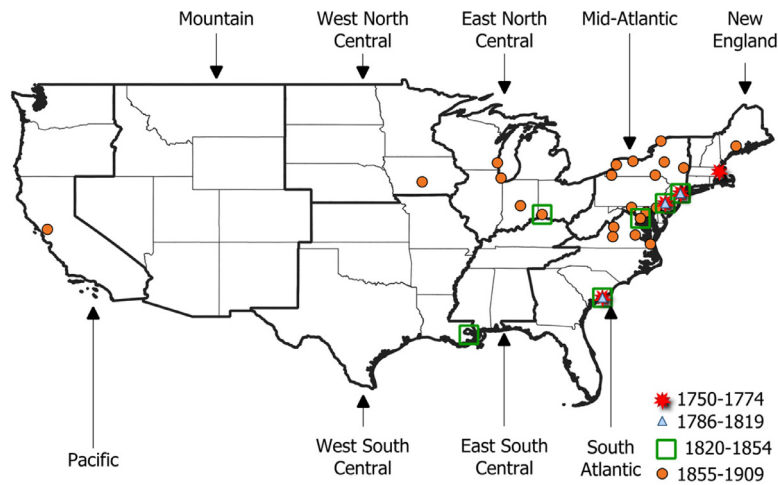 Mountain
West North
Central
East North
Central
Mid-Atlantic
New
England
Pacific
West South
Central
East South
Central
South
Atlantic
1750-1774
1786-1819
1820-1854
1855-1909